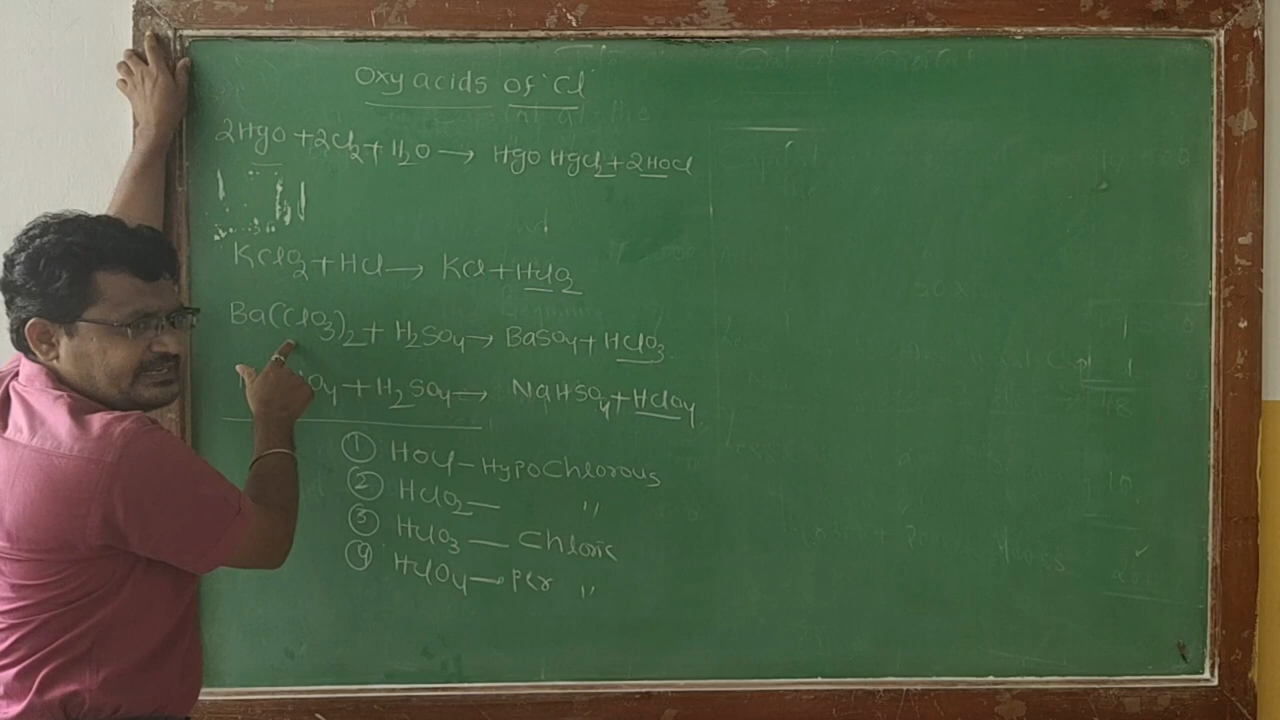 Oxy acids of Cl
2HgO + 2Cl2 + H2O → HgO HgCl2 + 2HOCl
KClO2 + HCl → KCl + HClO2
Ba(ClO3)2 + H2SO4 → BaSO4 + HClO3
O4 + H2SO4 → NaHSO4 + HClO4
① HOCl - HypoChlorous
② HClO2 — "
③ HClO3 — Chloric
④ HClO4 — Per "